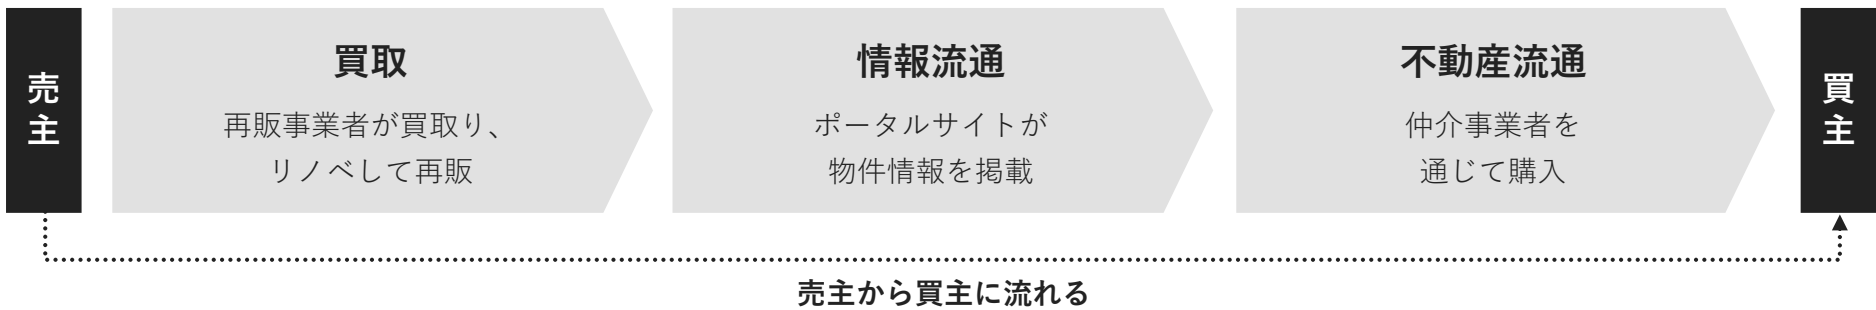 売主
買取
再販事業者が買取り、
リノベして再販
情報流通
ポータルサイトが
物件情報を掲載
不動産流通
仲介事業者を
通じて購入
買主
売主から買主に流れる